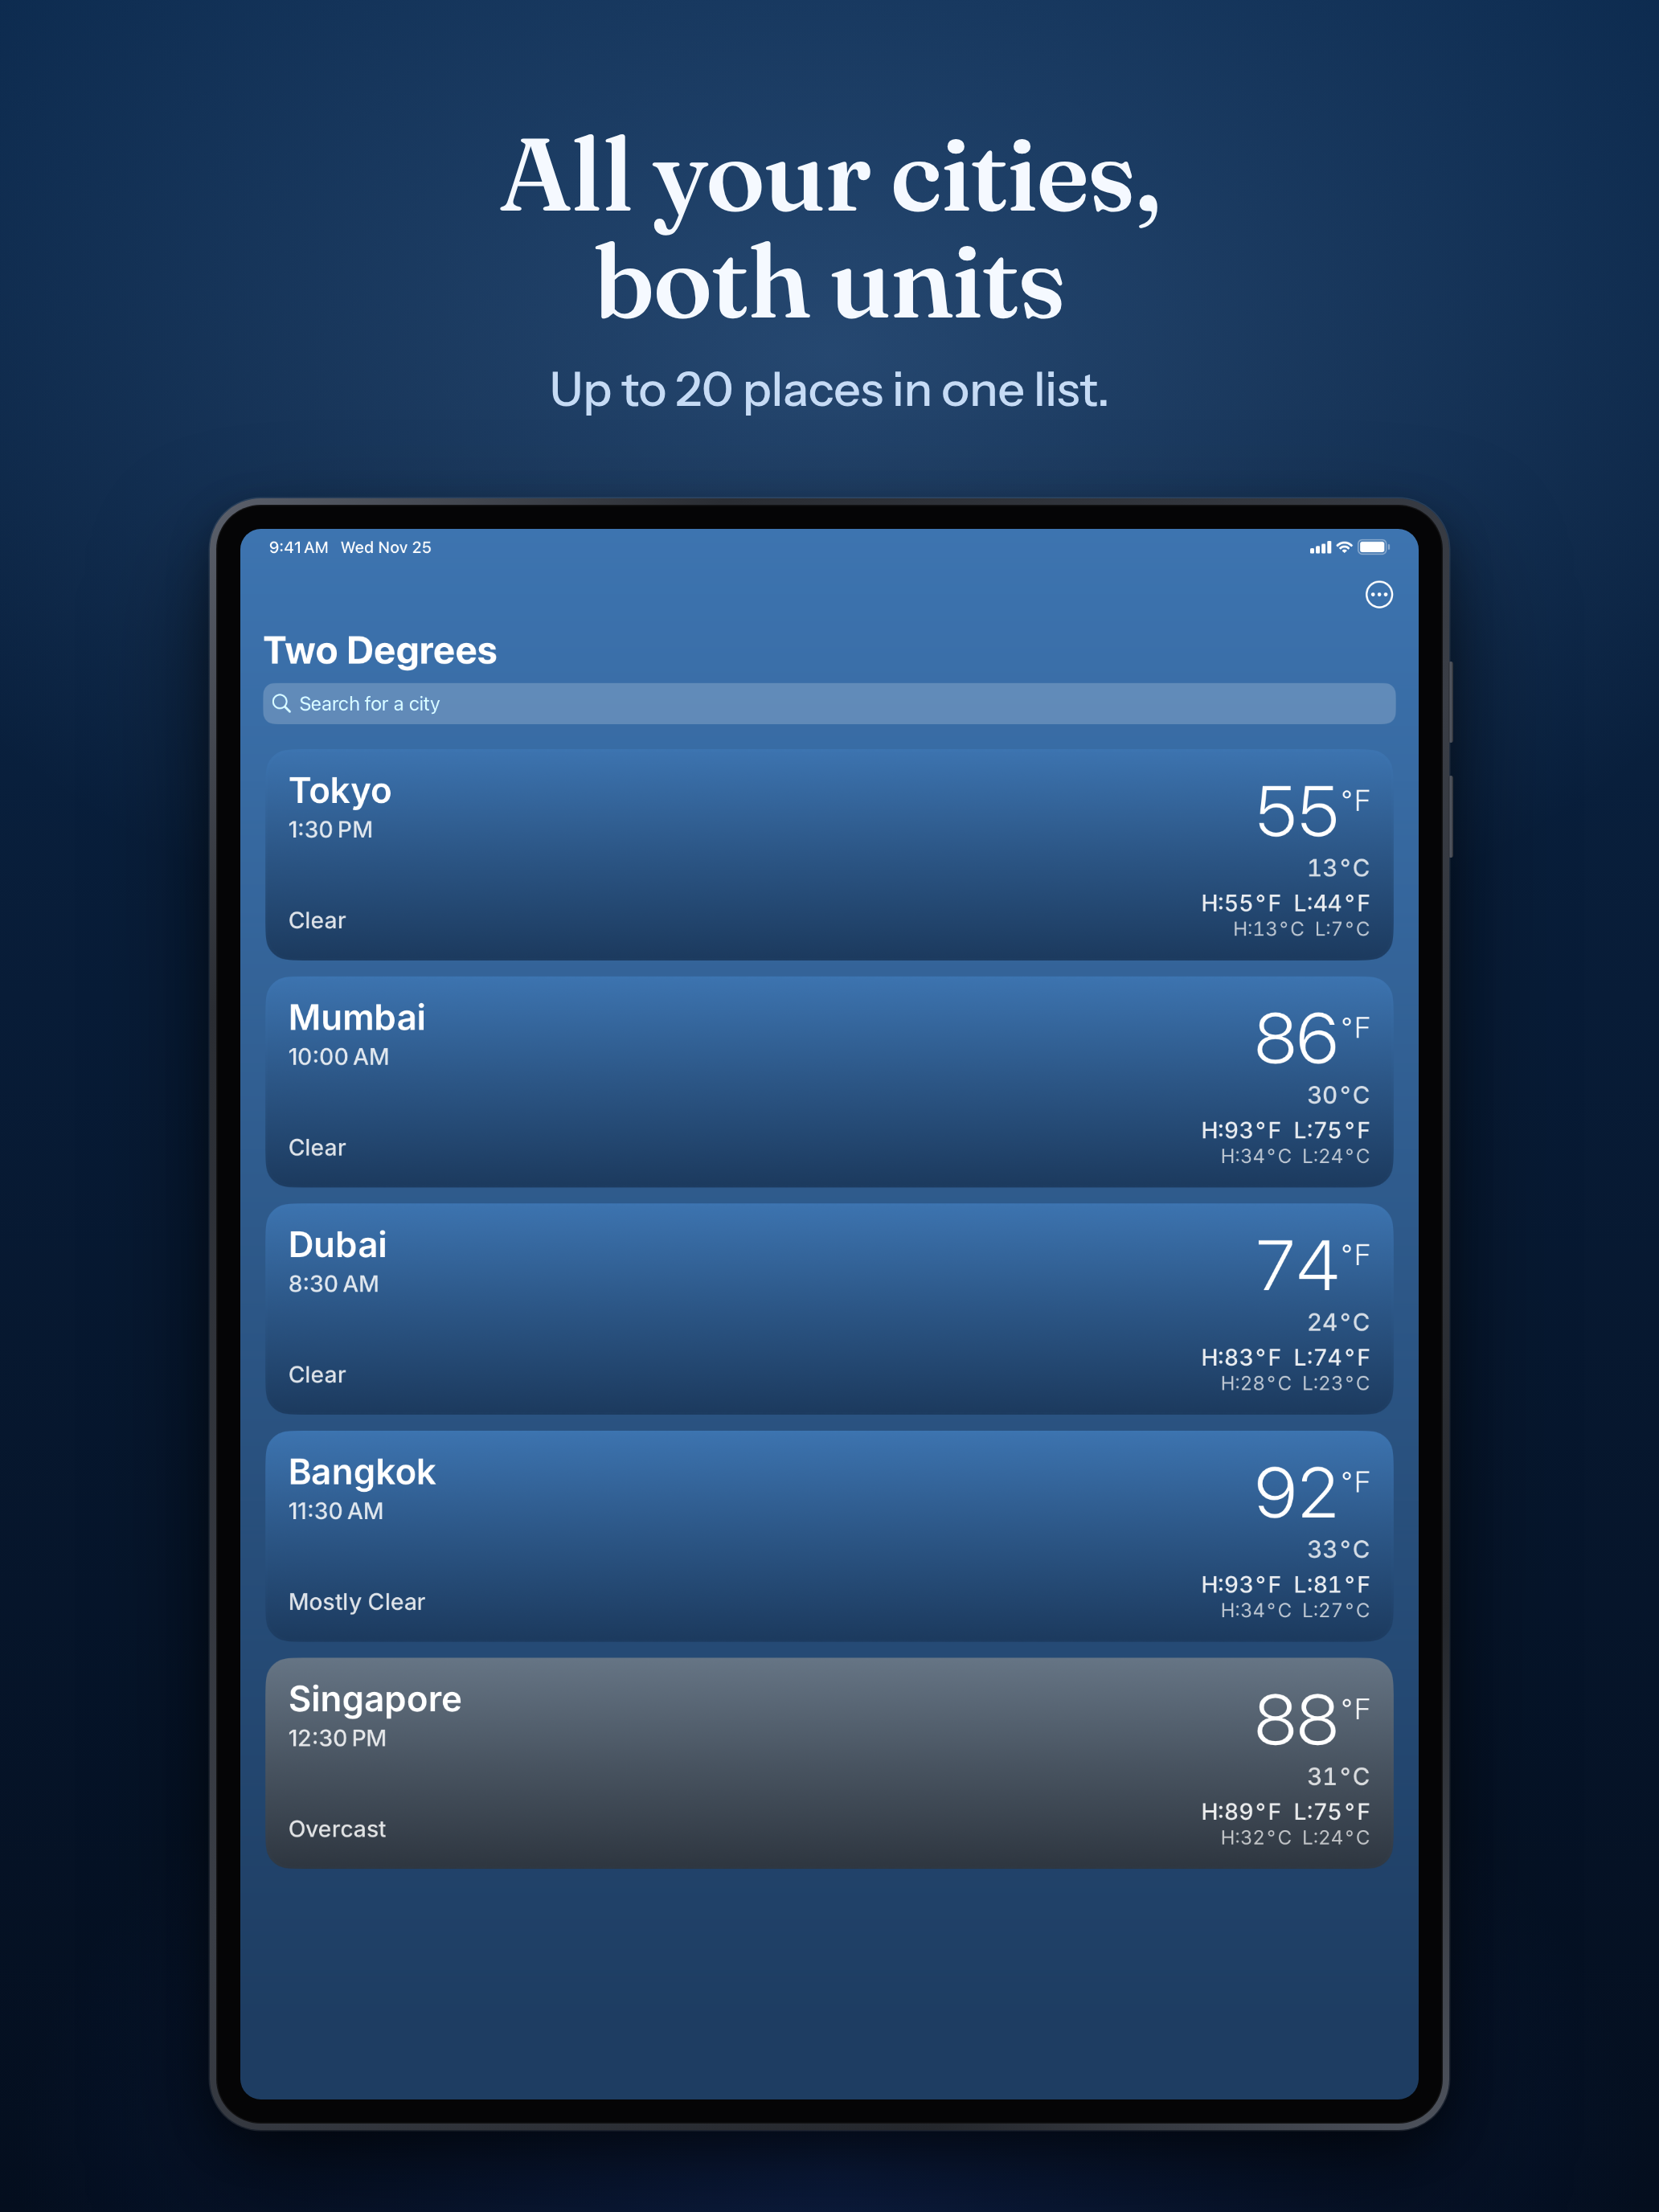 All your cities,
both units
Up to 20 places in one list.
9:41 AM Wed Nov 25
Two Degrees
Search for a city
Tokyo
1:30 PM
Clear
55°F
13°C
H:55°F L:44°F
H:13°C L:7°C
Mumbai
10:00 AM
Clear
86°F
30°C
H:93°F L:75°F
H:34°C L:24°C
Dubai
8:30 AM
Clear
74°F
24°C
H:83°F L:74°F
H:28°C L:23°C
Bangkok
11:30 AM
Mostly Clear
92°F
33°C
H:93°F L:81°F
H:34°C L:27°C
Singapore
12:30 PM
Overcast
88°F
31°C
H:89°F L:75°F
H:32°C L:24°C